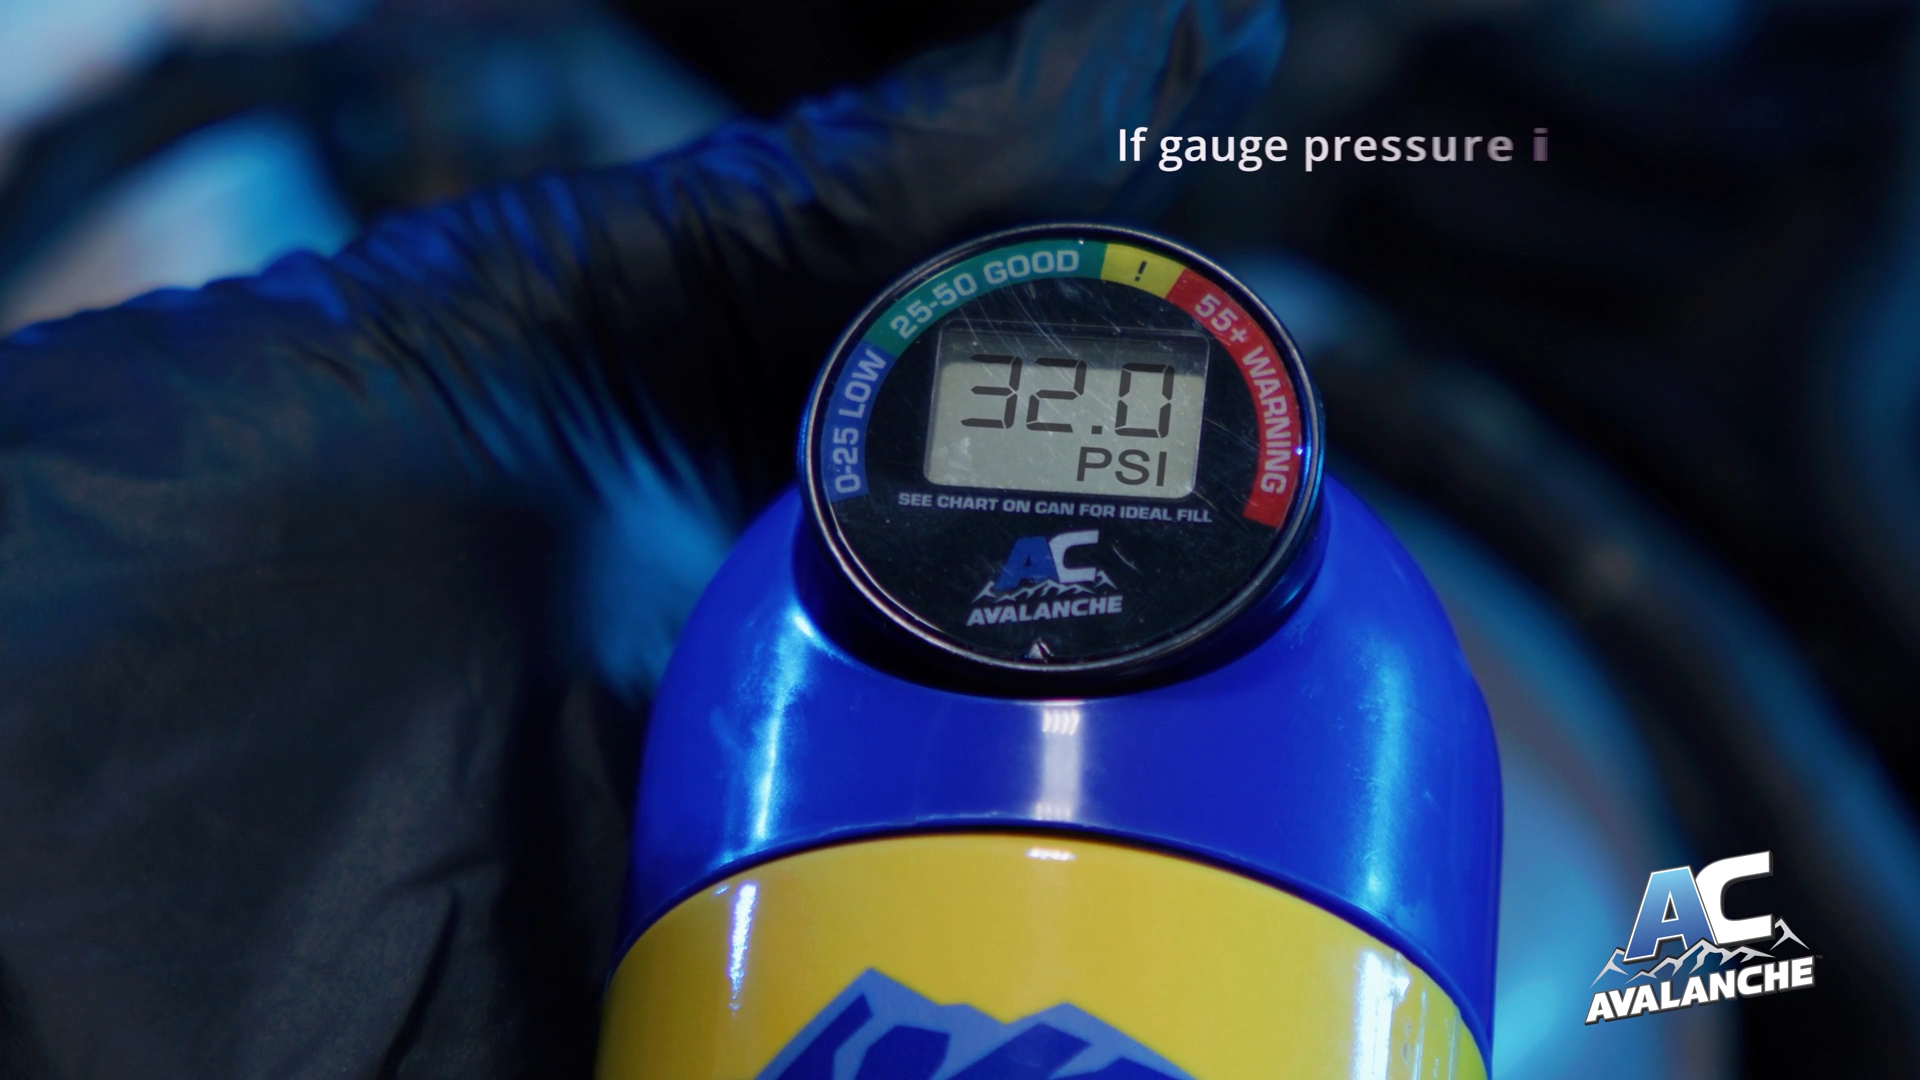 If gauge pressure i
0-25 LOW
25-50 GOOD
!
55+ WARNING
32.0
PSI
SEE CHART ON CAN FOR IDEAL FILL
AC
AVALANCHE
AC
AVALANCHE